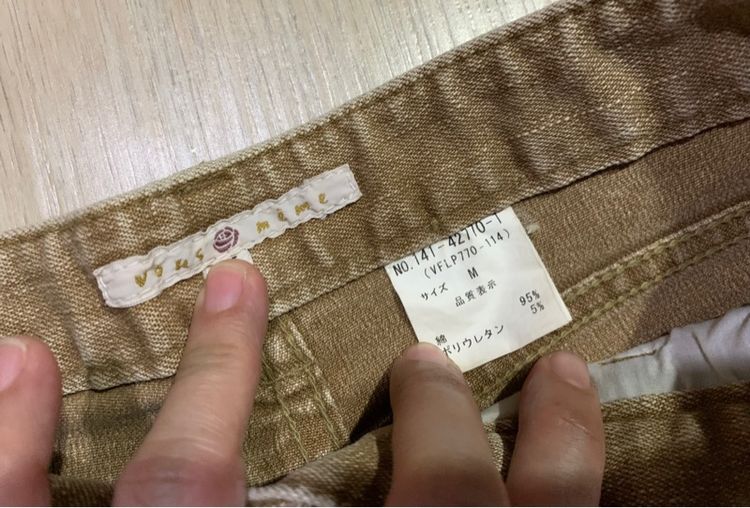 vous meme
NO. 141-42770-1
(VFLP770-114)
サイズ M
品質表示
綿 95%
ポリウレタン 5%